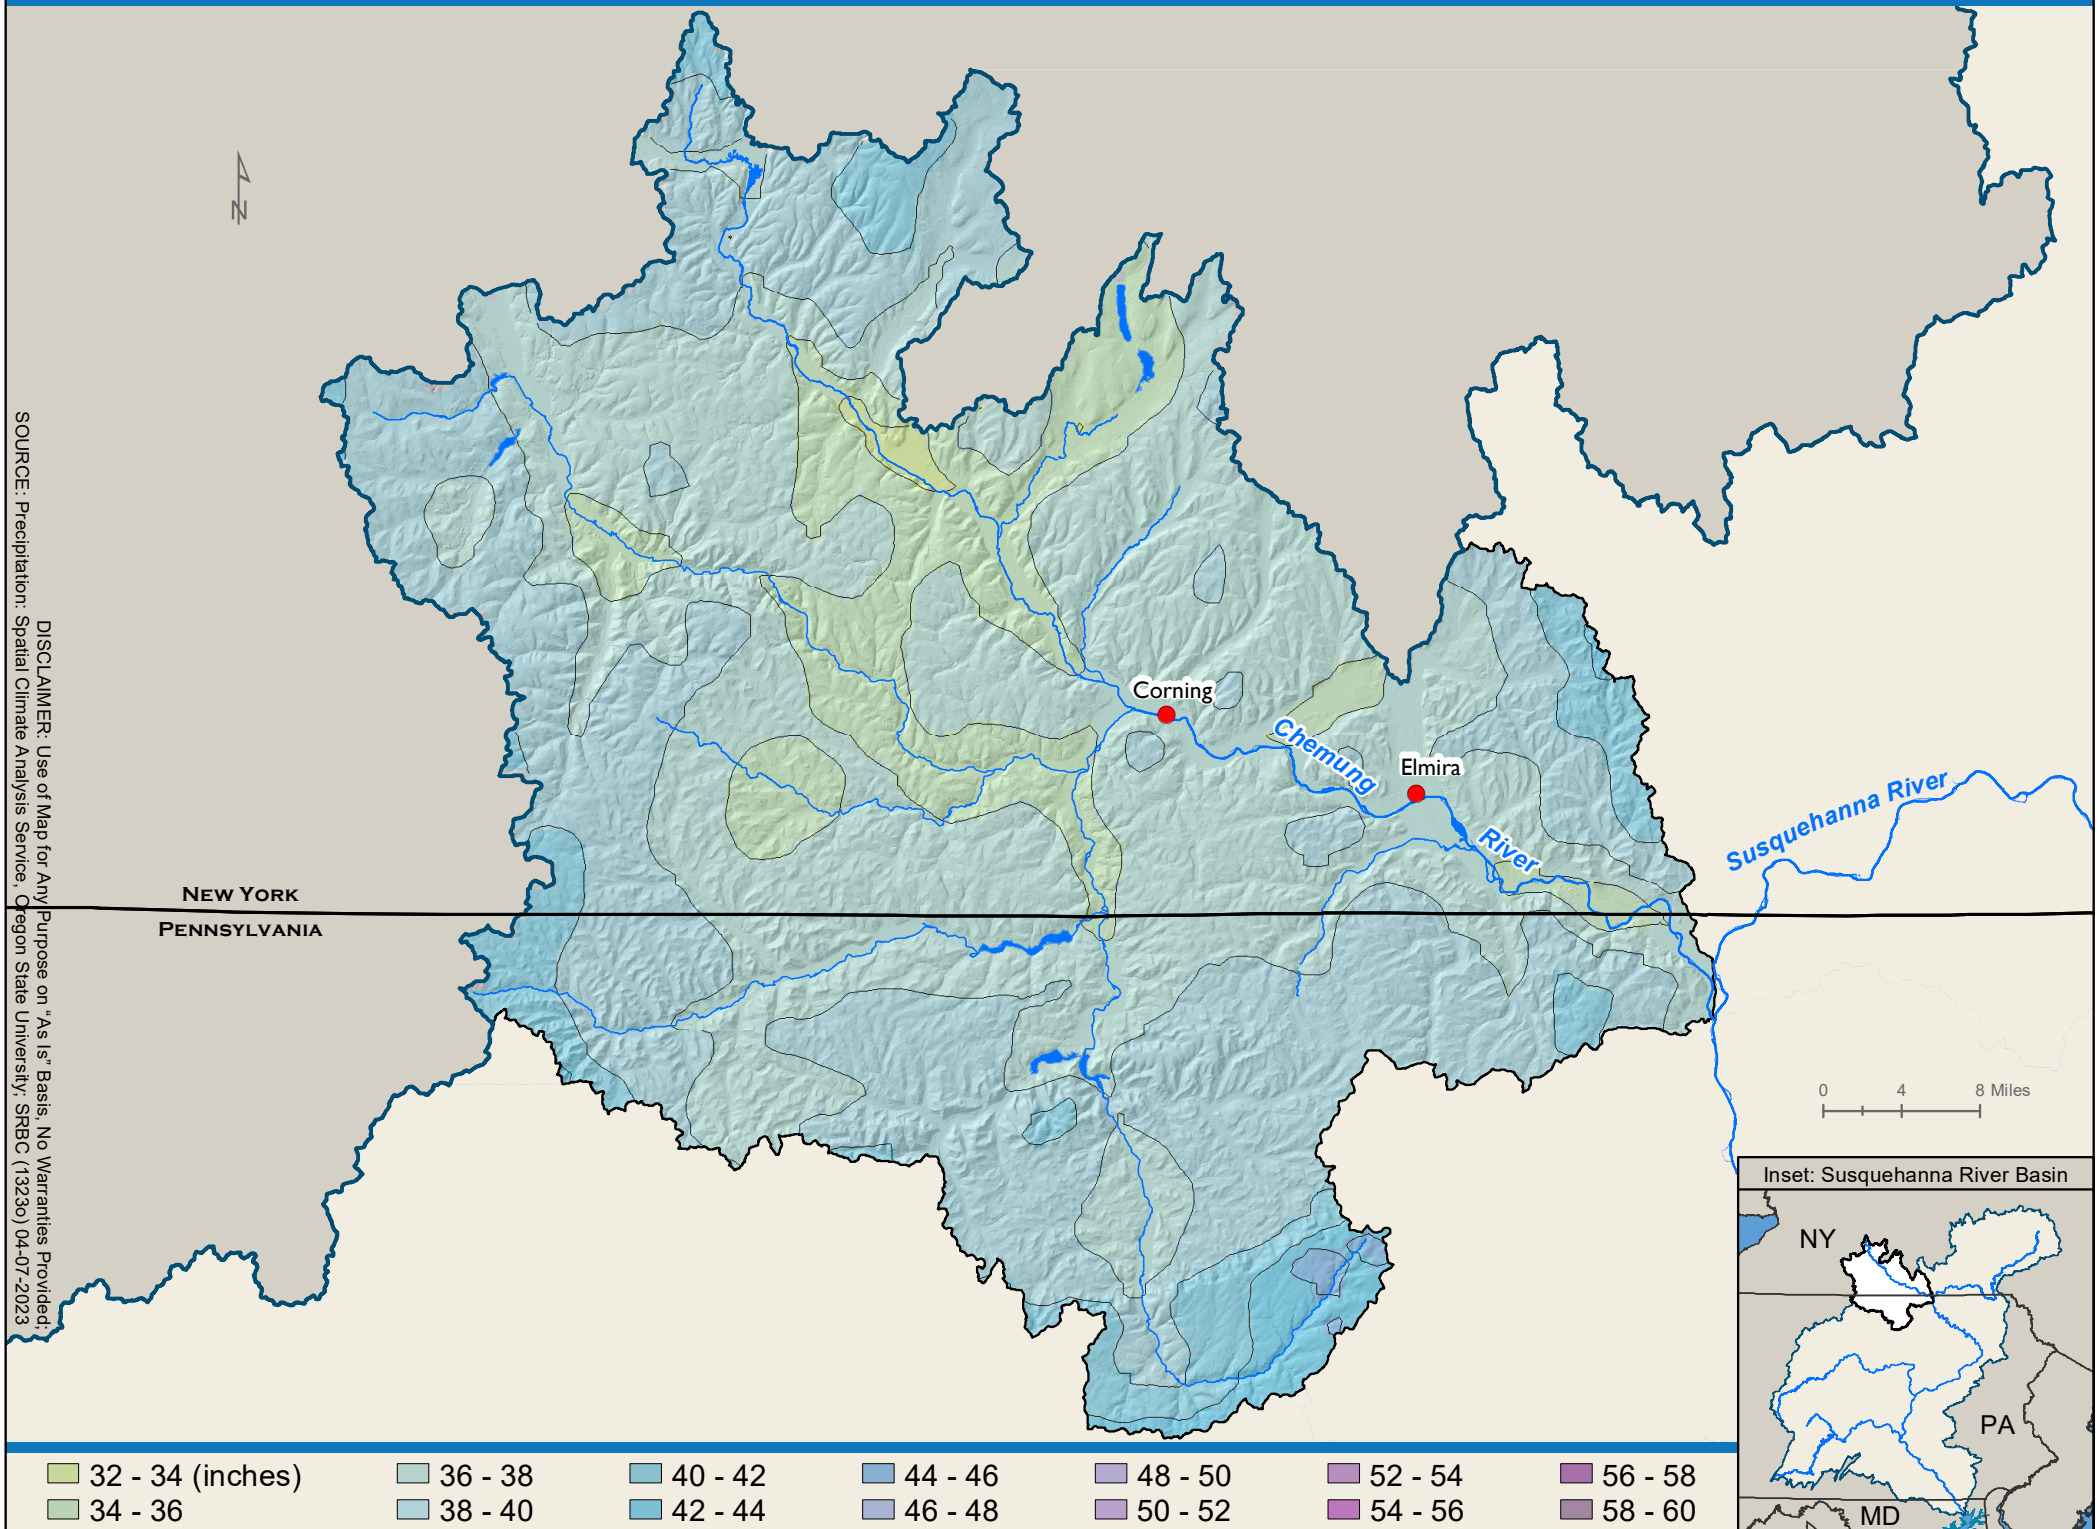 N
Corning
Chemung
Elmira
River
Susquehanna River
NEW YORK
PENNSYLVANIA
SOURCE: Precipitation: Spatial Climate Analysis Service, Oregon State University; SRBC (1323o) 04-07-2023
DISCLAIMER: Use of Map for Any Purpose on “As Is” Basis, No Warranties Provided;
0 4 8 Miles
Inset: Susquehanna River Basin
NY
PA
MD
32 - 34 (inches)
34 - 36
36 - 38
38 - 40
40 - 42
42 - 44
44 - 46
46 - 48
48 - 50
50 - 52
52 - 54
54 - 56
56 - 58
58 - 60